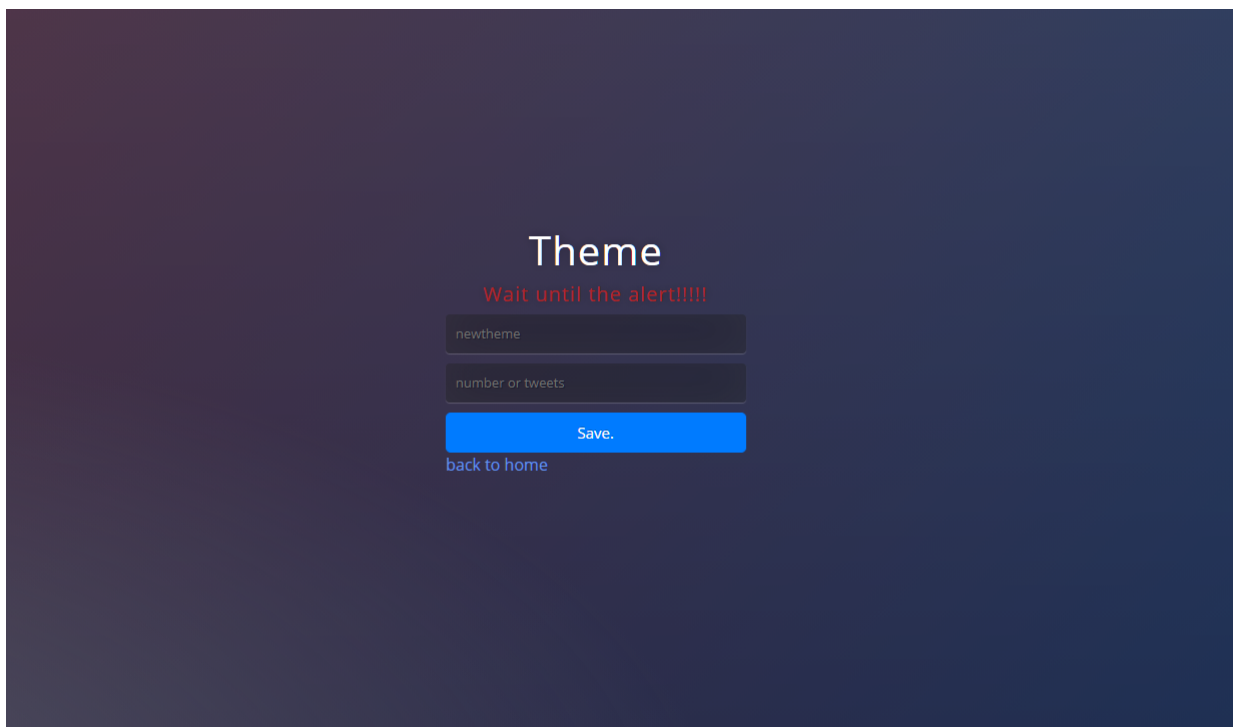 Theme
Wait until the alert!!!!!
newtheme
number or tweets
Save.
back to home